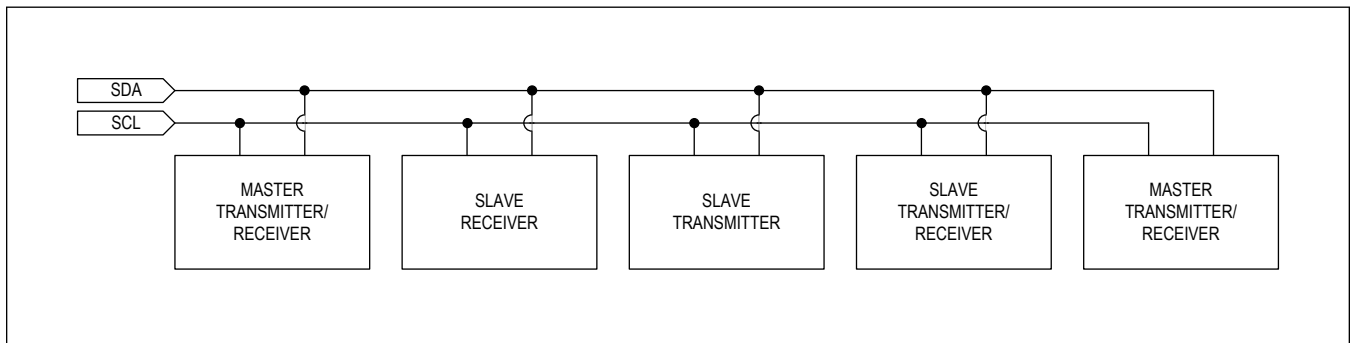 SDA
SCL
MASTER
TRANSMITTER/
RECEIVER
SLAVE
RECEIVER
SLAVE
TRANSMITTER
SLAVE
TRANSMITTER/
RECEIVER
MASTER
TRANSMITTER/
RECEIVER